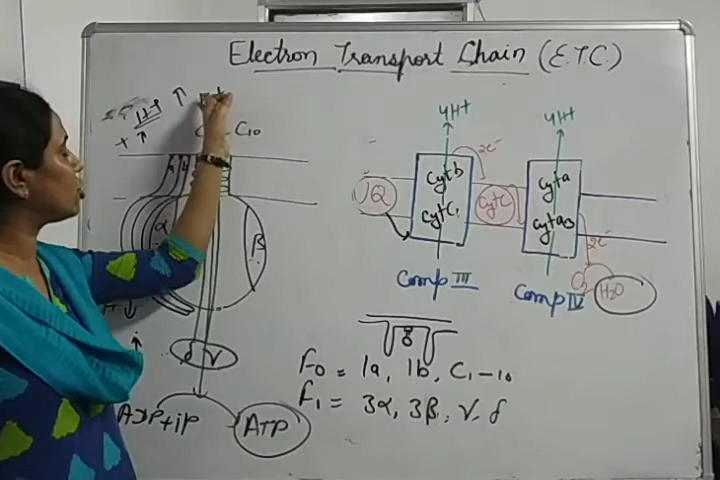 Electron Transport Chain (E.T.C.)
4H+
4H+
H+
C10
2e-
Cyt b
Cyt C1
Q
Cyt C
Cyt a
Cyt a3
2e-
α
β
O2
H2O
Comp III
Comp IV
H+
8
γ
F0 = 1a, 1b, C1-10
F1 = 3α, 3β, γ, δ
ADP+iP
ATP